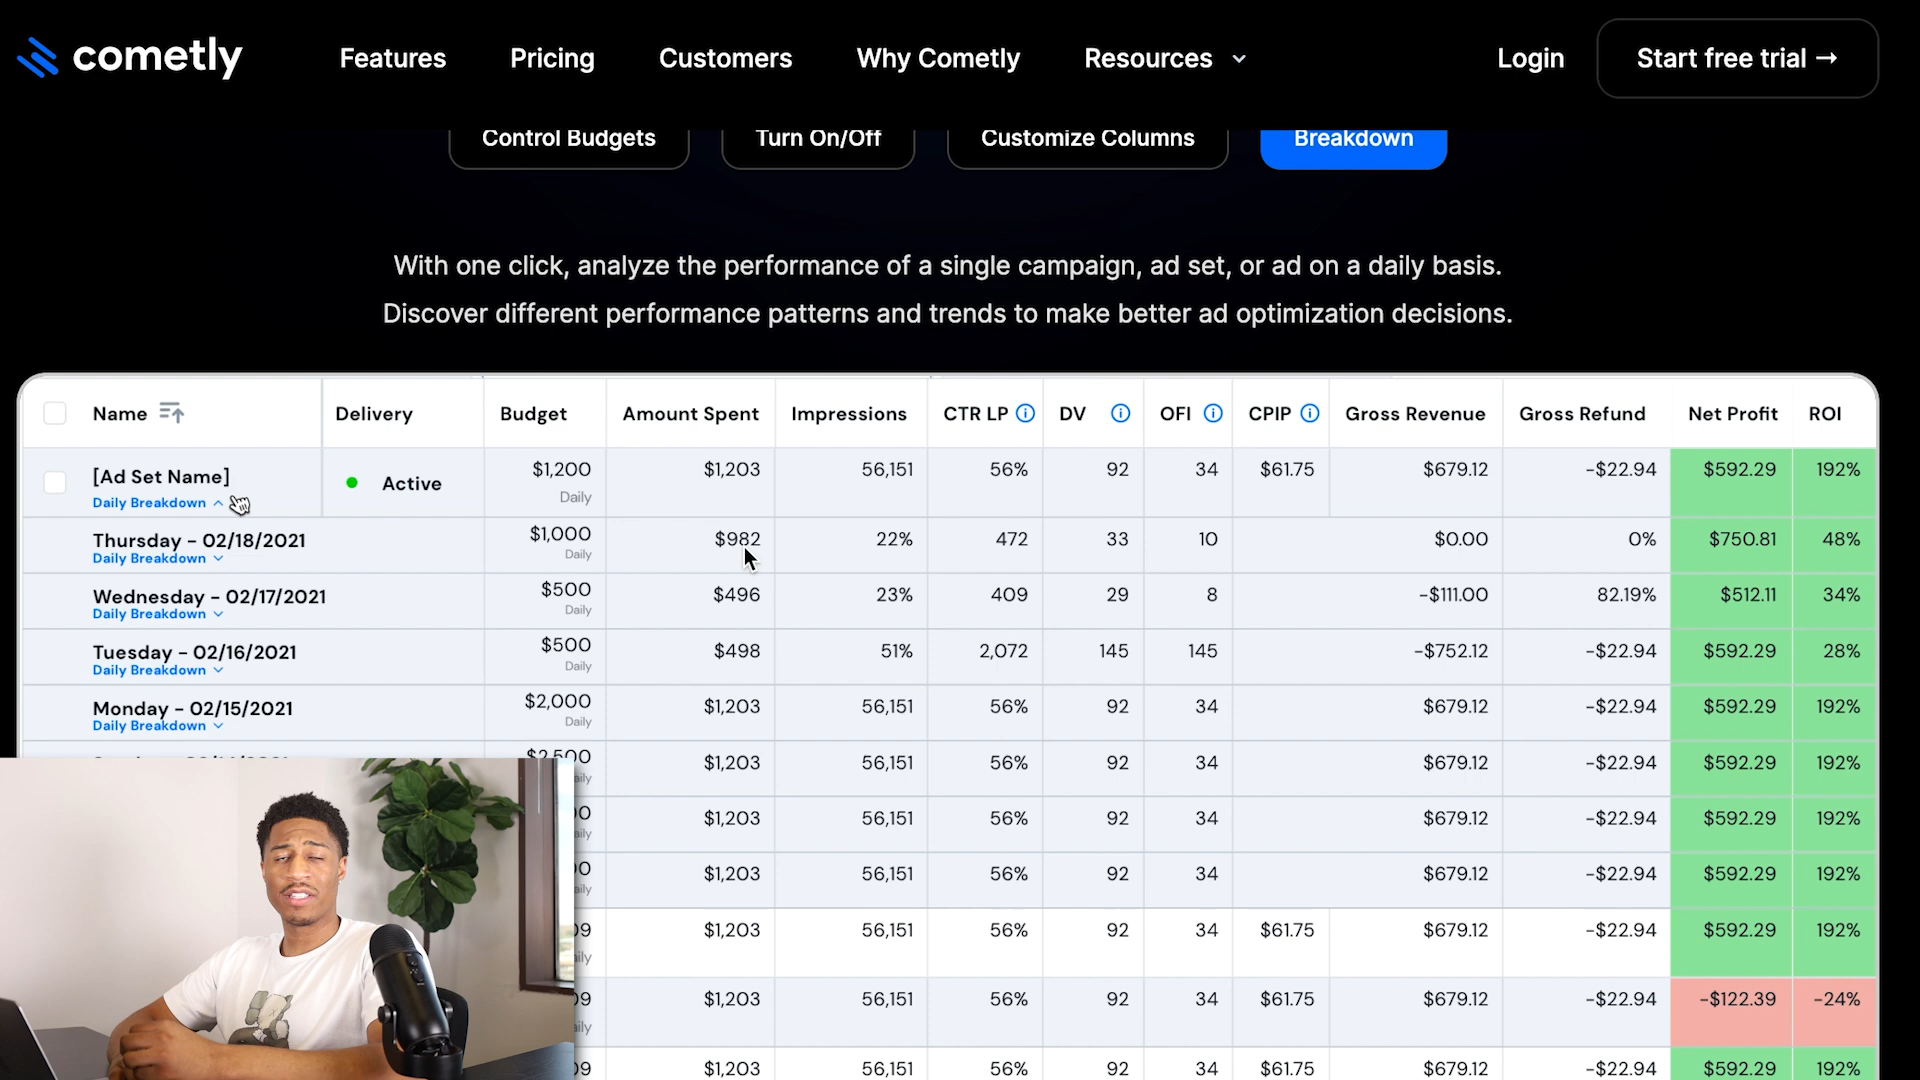 cometly
Features
Pricing
Customers
Why Cometly
Resources
Login
Start free trial →
Control Budgets
Turn On/Off
Customize Columns
Breakdown
With one click, analyze the performance of a single campaign, ad set, or ad on a daily basis.
Discover different performance patterns and trends to make better ad optimization decisions.
Name Delivery Budget Amount Spent Impressions CTR LP DV OFI CPIP Gross Revenue Gross Refund Net Profit ROI
[Ad Set Name] Active $1,200 $1,203 56,151 56% 92 34 $61.75 $679.12 -$22.94 $592.29 192%
Daily Breakdown Daily
Thursday - 02/18/2021 $1,000 $982 22% 472 33 10 $0.00 0% $750.81 48%
Daily Breakdown Daily
Wednesday - 02/17/2021 $500 $496 23% 409 29 8 -$111.00 82.19% $512.11 34%
Daily Breakdown Daily
Tuesday - 02/16/2021 $500 $498 51% 2,072 145 145 -$752.12 -$22.94 $592.29 28%
Daily Breakdown Daily
Monday - 02/15/2021 $2,000 $1,203 56,151 56% 92 34 $679.12 -$22.94 $592.29 192%
Daily Breakdown Daily
$2,500 $1,203 56,151 56% 92 34 $679.12 -$22.94 $592.29 192%
$1,203 56,151 56% 92 34 $679.12 -$22.94 $592.29 192%
$1,203 56,151 56% 92 34 $679.12 -$22.94 $592.29 192%
$1,203 56,151 56% 92 34 $61.75 $679.12 -$22.94 $592.29 192%
$1,203 56,151 56% 92 34 $61.75 $679.12 -$22.94 -$122.39 -24%
$1,203 56,151 56% 92 34 $61.75 $679.12 -$22.94 $592.29 192%